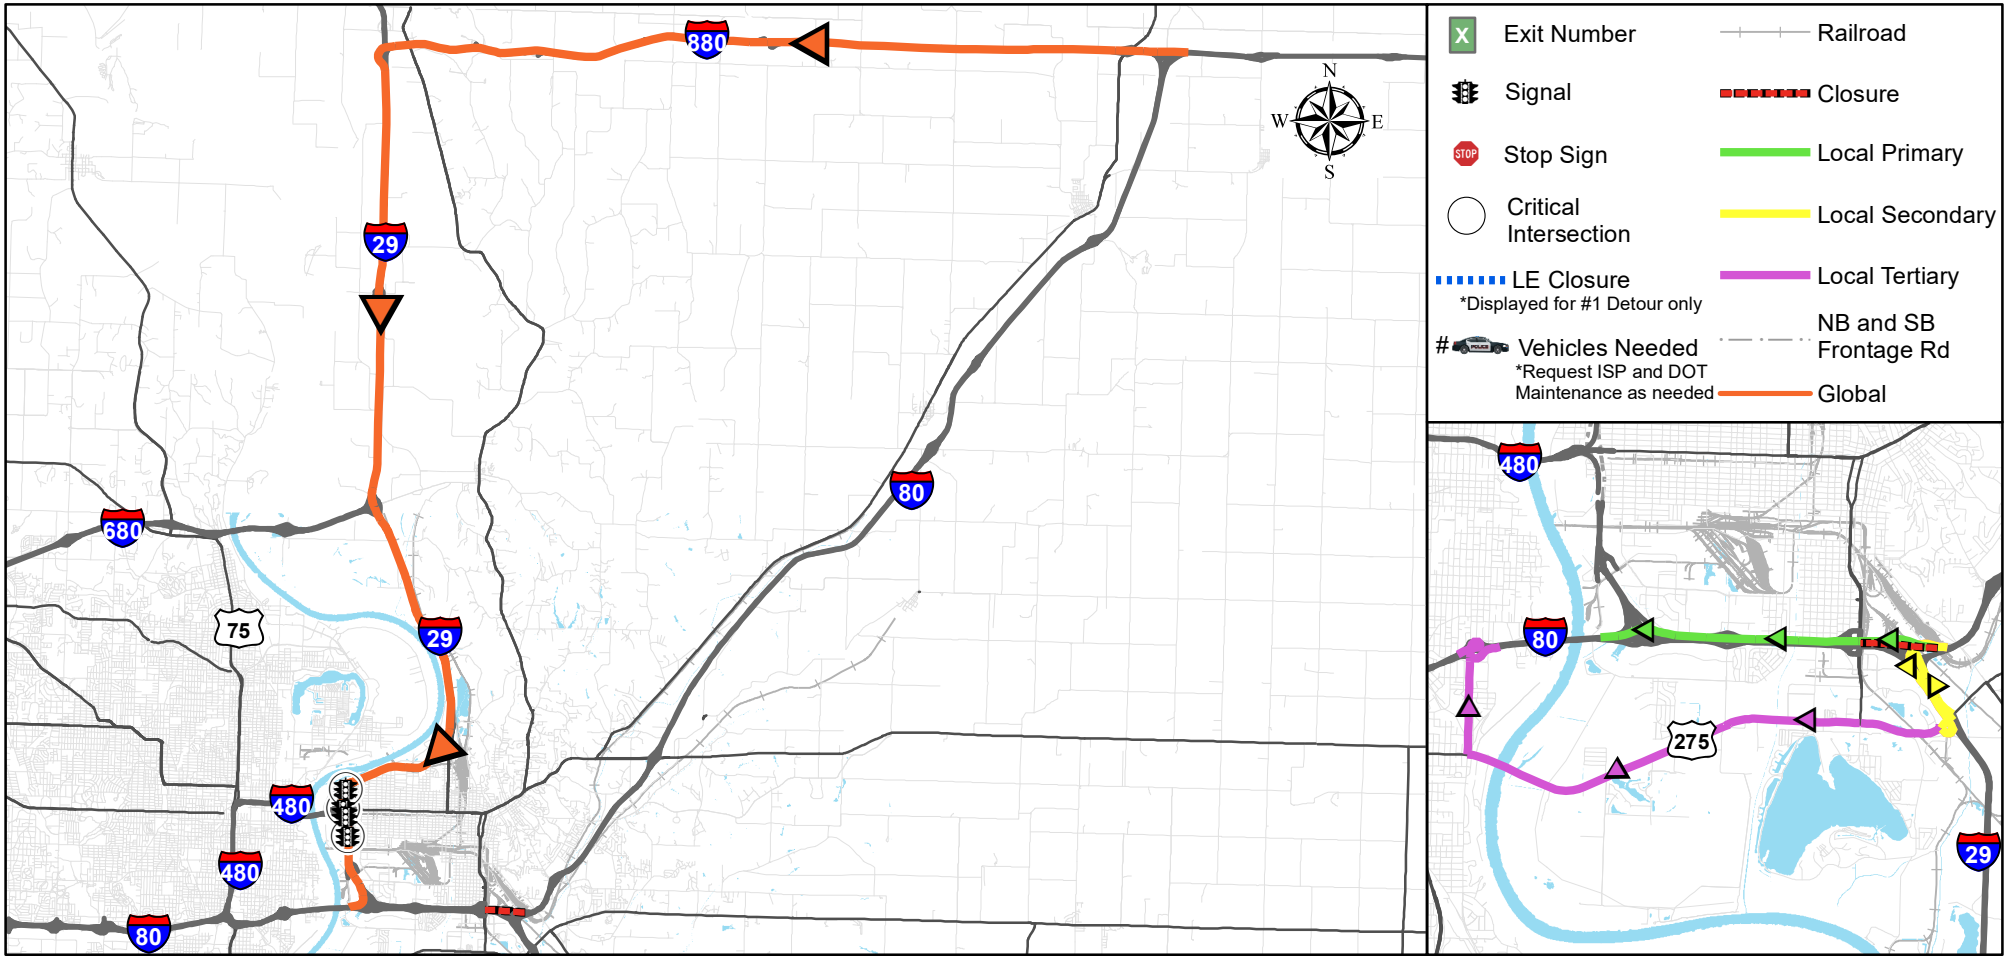 880
N
W E
S
29
680
75
29
80
480
480
80
X Exit Number
Signal
STOP Stop Sign
Critical
Intersection
LE Closure
*Displayed for #1 Detour only
# POLICE Vehicles Needed
*Request ISP and DOT
Maintenance as needed
Railroad
Closure
Local Primary
Local Secondary
Local Tertiary
NB and SB
Frontage Rd
Global
480
80
275
29